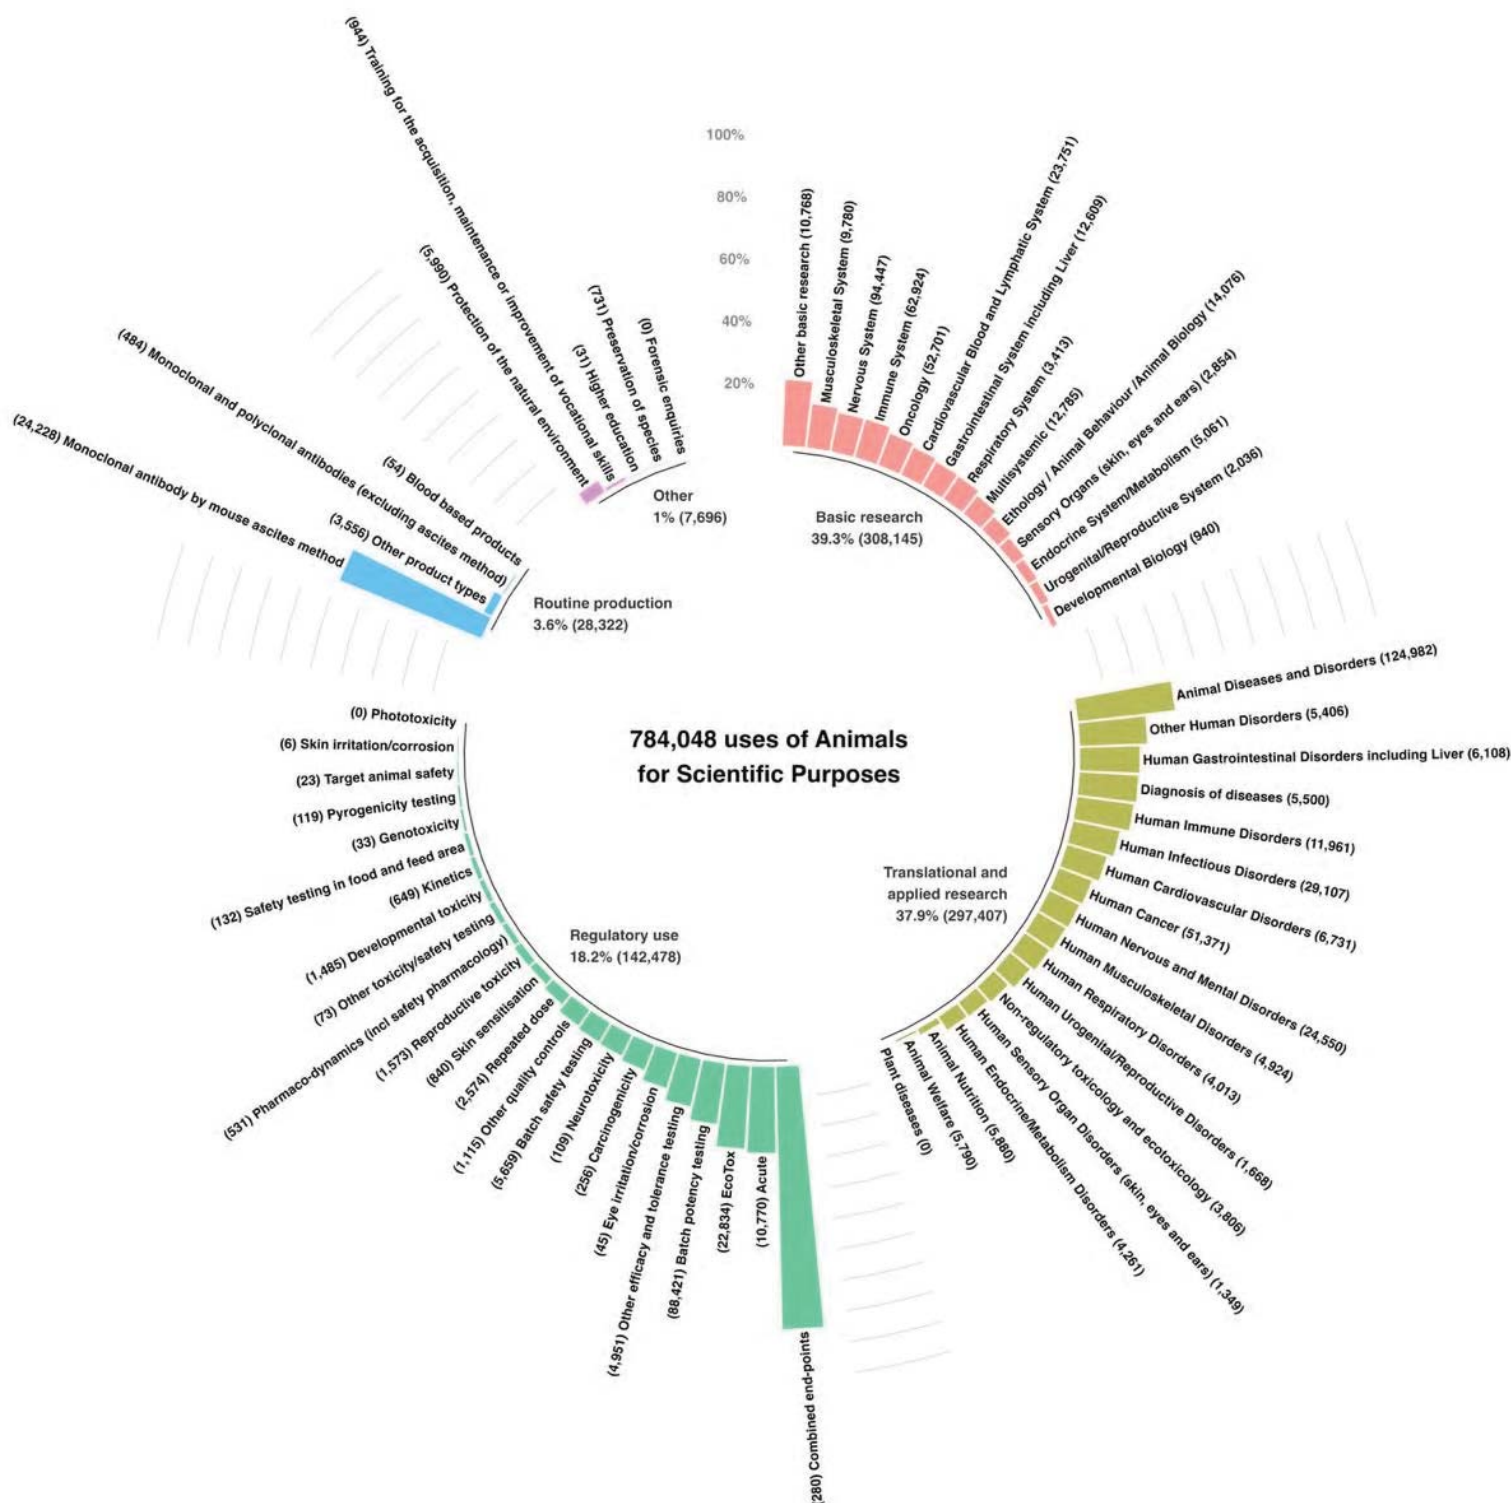 100%
80%
60%
40%
20%
Other basic research (10,768)
Musculoskeletal System (9,780)
Nervous System (94,447)
Immune System (62,924)
Oncology (52,701)
Cardiovascular Blood and Lymphatic System (23,751)
Gastrointestinal System including Liver (12,609)
Respiratory System (3,413)
Multisystemic (12,785)
Ethology / Animal Behaviour /Animal Biology (14,076)
Sensory Organs (skin, eyes and ears) (2,854)
Endocrine System/Metabolism (5,061)
Urogenital/Reproductive System (2,036)
Developmental Biology (940)
Basic research
39.3% (308,145)
Animal Diseases and Disorders (124,982)
Other Human Disorders (5,406)
Human Gastrointestinal Disorders including Liver (6,108)
Diagnosis of diseases (5,500)
Human Immune Disorders (11,961)
Human Infectious Disorders (29,107)
Human Cardiovascular Disorders (6,731)
Human Cancer (51,371)
Human Nervous and Mental Disorders (24,550)
Human Musculoskeletal Disorders (4,924)
Human Respiratory Disorders (4,013)
Human Urogenital/Reproductive Disorders (1,668)
Non-regulatory toxicology and ecotoxicology (3,806)
Human Sensory Organ Disorders (skin, eyes and ears) (1,349)
Human Endocrine/Metabolism Disorders (4,261)
Animal Nutrition (5,880)
Animal Welfare (5,790)
Plant diseases (0)
Translational and
applied research
37.9% (297,407)
280) Combined end-points
(10,770) Acute
(22,834) EcoTox
(88,421) Batch potency testing
(4,951) Other efficacy and tolerance testing
(45) Eye irritation/corrosion
(256) Carcinogenicity
(109) Neurotoxicity
(5,659) Batch safety testing
(1,115) Other quality controls
(2,574) Repeated dose
(840) Skin sensitisation
(1,573) Reproductive toxicity
(531) Pharmaco-dynamics (incl safety pharmacology)
(73) Other toxicity/safety testing
(1,485) Developmental toxicity
(649) Kinetics
(132) Safety testing in food and feed area
(33) Genotoxicity
(119) Pyrogenicity testing
(23) Target animal safety
(6) Skin irritation/corrosion
(0) Phototoxicity
Regulatory use
18.2% (142,478)
(24,228) Monoclonal antibody by mouse ascites method
(3,556) Other product types
(484) Monoclonal and polyclonal antibodies (excluding ascites method)
(54) Blood based products
Routine production
3.6% (28,322)
(5,990) Protection of the natural environment
(944) Training for the acquisition, maintenance or improvement of vocational skills
(31) Higher education
(731) Preservation of species
(0) Forensic enquiries
Other
1% (7,696)
784,048 uses of Animals
for Scientific Purposes